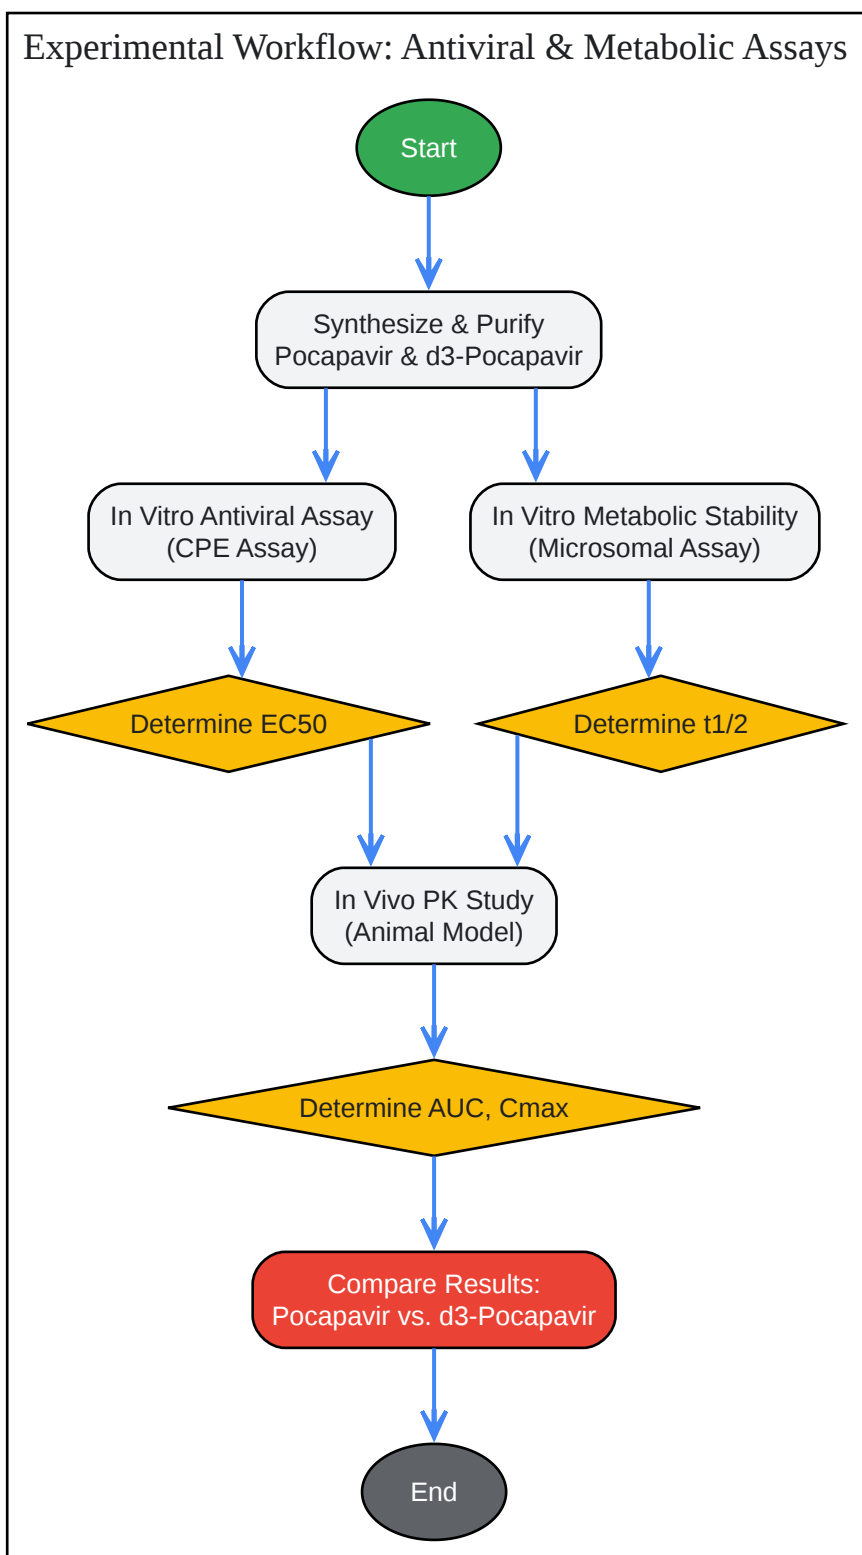 Experimental Workflow: Antiviral & Metabolic Assays
Start
Synthesize & Purify
Pocapavir & d3-Pocapavir
In Vitro Antiviral Assay
(CPE Assay)
In Vitro Metabolic Stability
(Microsomal Assay)
Determine EC50
Determine t1/2
In Vivo PK Study
(Animal Model)
Determine AUC, Cmax
Compare Results:
Pocapavir vs. d3-Pocapavir
End